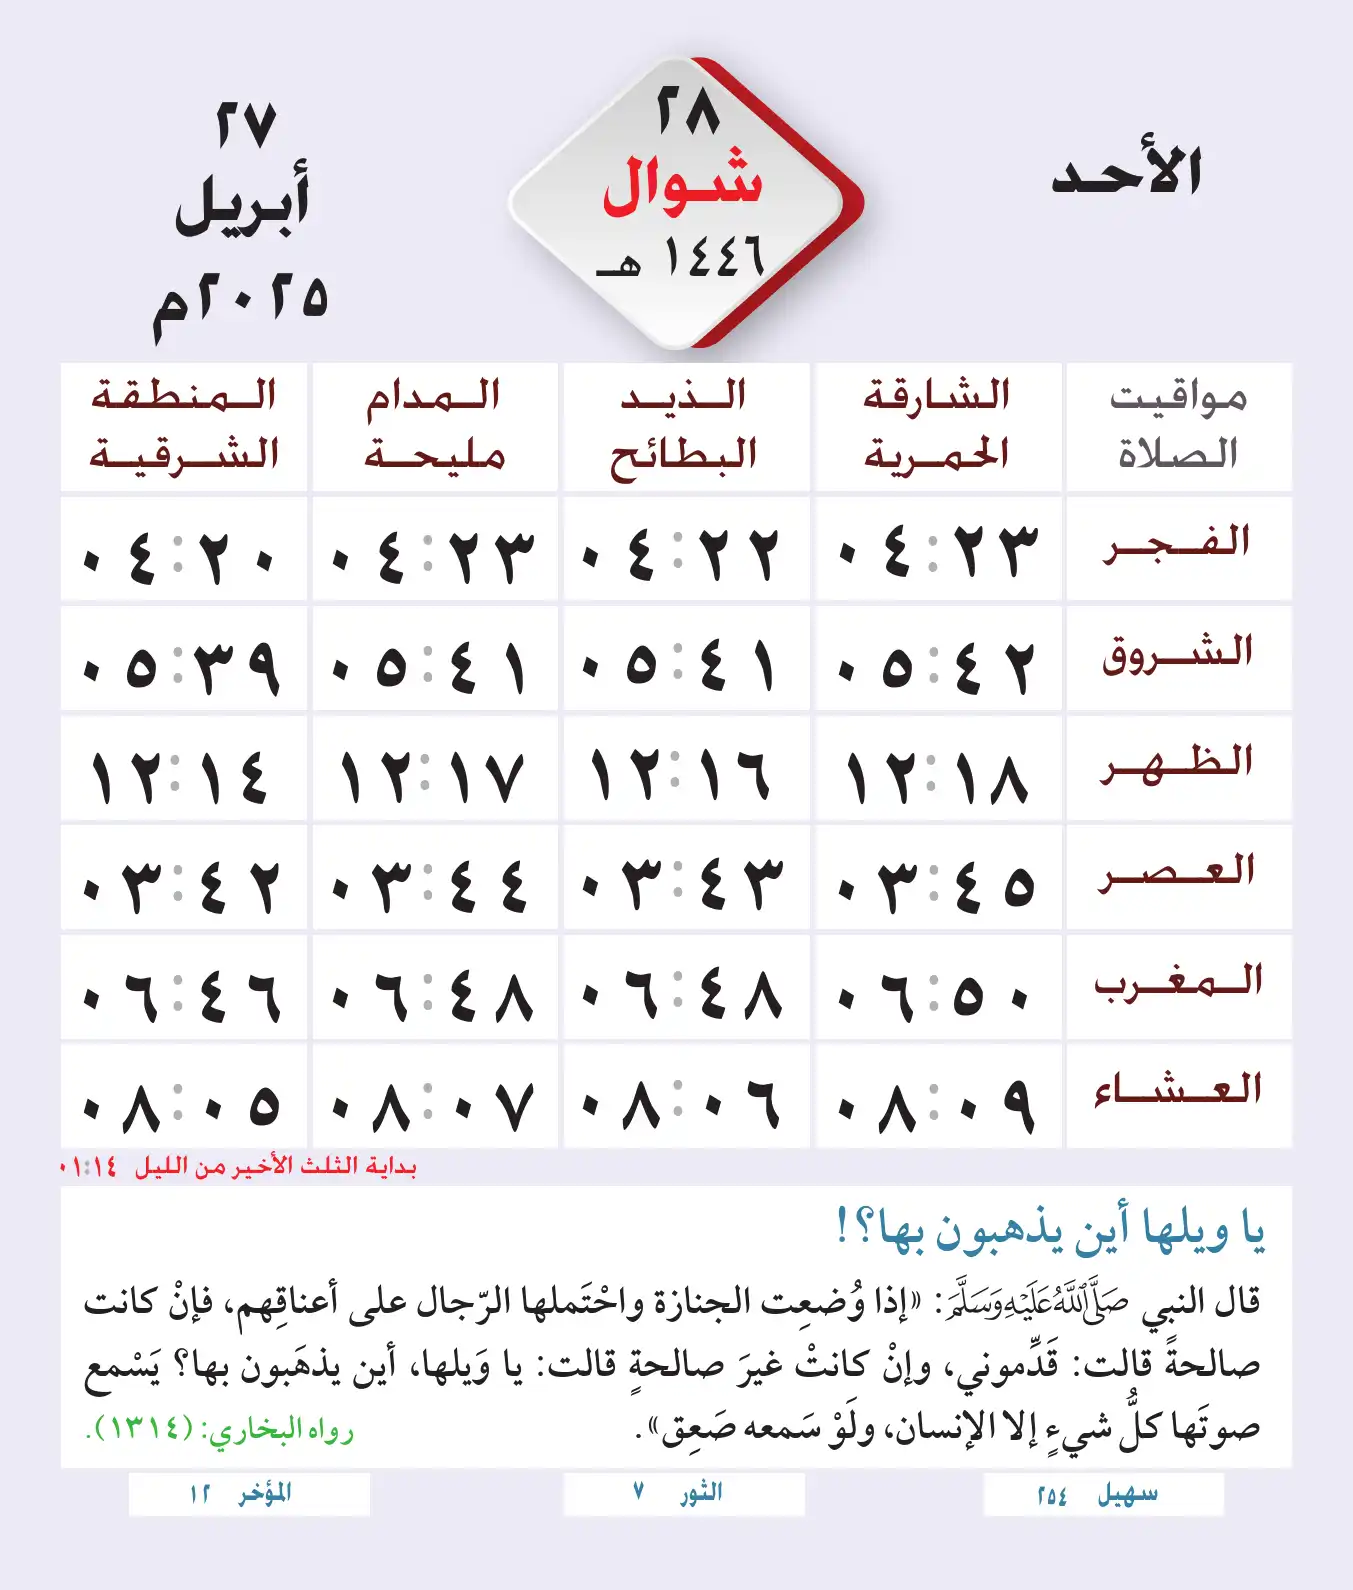 الأحد
٢٨
شوال
١٤٤٦ هـ
٢٧
أبريل
٢٠٢٥م
مواقيت الصلاة	الشارقة الحمرية	الذيد البطائح	المدام مليحة	المنطقة الشرقية
الفجر	٠٤:٢٣	٠٤:٢٢	٠٤:٢٣	٠٤:٢٠
الشروق	٠٥:٤٢	٠٥:٤١	٠٥:٤١	٠٥:٣٩
الظهر	١٢:١٨	١٢:١٦	١٢:١٧	١٢:١٤
العصر	٠٣:٤٥	٠٣:٤٣	٠٣:٤٤	٠٣:٤٢
المغرب	٠٦:٥٠	٠٦:٤٨	٠٦:٤٨	٠٦:٤٦
العشاء	٠٨:٠٩	٠٨:٠٦	٠٨:٠٧	٠٨:٠٥
بداية الثلث الأخير من الليل ٠١:١٤
يا ويلها أين يذهبون بها؟!
قال النبي صَلَّى اللَّهُ عَلَيْهِ وَسَلَّمَ: «إذا وُضعِت الجنازة واحْتَملها الرّجال على أعناقِهم، فإنْ كانت
صالحةً قالت: قَدِّموني، وإنْ كانتْ غيرَ صالحةٍ قالت: يا وَيلها، أين يذهَبون بها؟ يَسْمع
صوتَها كلُّ شيءٍ إلا الإنسان، ولَوْ سَمعه صَعِق». رواه البخاري: (١٣١٤).
سهيل ٢٥٤	الثور ٧	المؤخر ١٢